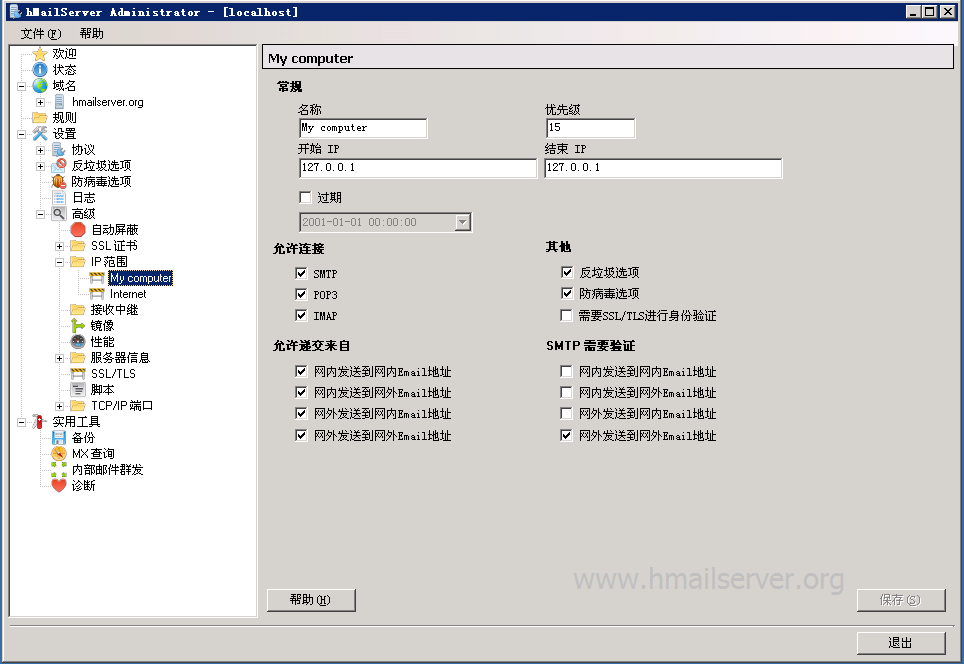 hMailServer Administrator - [localhost]
文件(F) 帮助
欢迎
状态
域名
hmailserver.org
规则
设置
协议
反垃圾选项
防病毒选项
日志
高级
自动屏蔽
SSL 证书
IP 范围
My computer
Internet
接收中继
镜像
性能
服务器信息
SSL/TLS
脚本
TCP/IP 端口
实用工具
备份
MX 查询
内部邮件群发
诊断
My computer
常规
名称 优先级
My computer 15
开始 IP 结束 IP
127.0.0.1 127.0.0.1
过期
2001-01-01 00:00:00
允许连接
SMTP
POP3
IMAP
其他
反垃圾选项
防病毒选项
需要SSL/TLS进行身份验证
允许递交来自
网内发送到网内Email地址
网内发送到网外Email地址
网外发送到网内Email地址
网外发送到网外Email地址
SMTP 需要验证
网内发送到网内Email地址
网内发送到网外Email地址
网外发送到网内Email地址
网外发送到网外Email地址
www.hmailserver.org
帮助(H) 保存(S)
退出